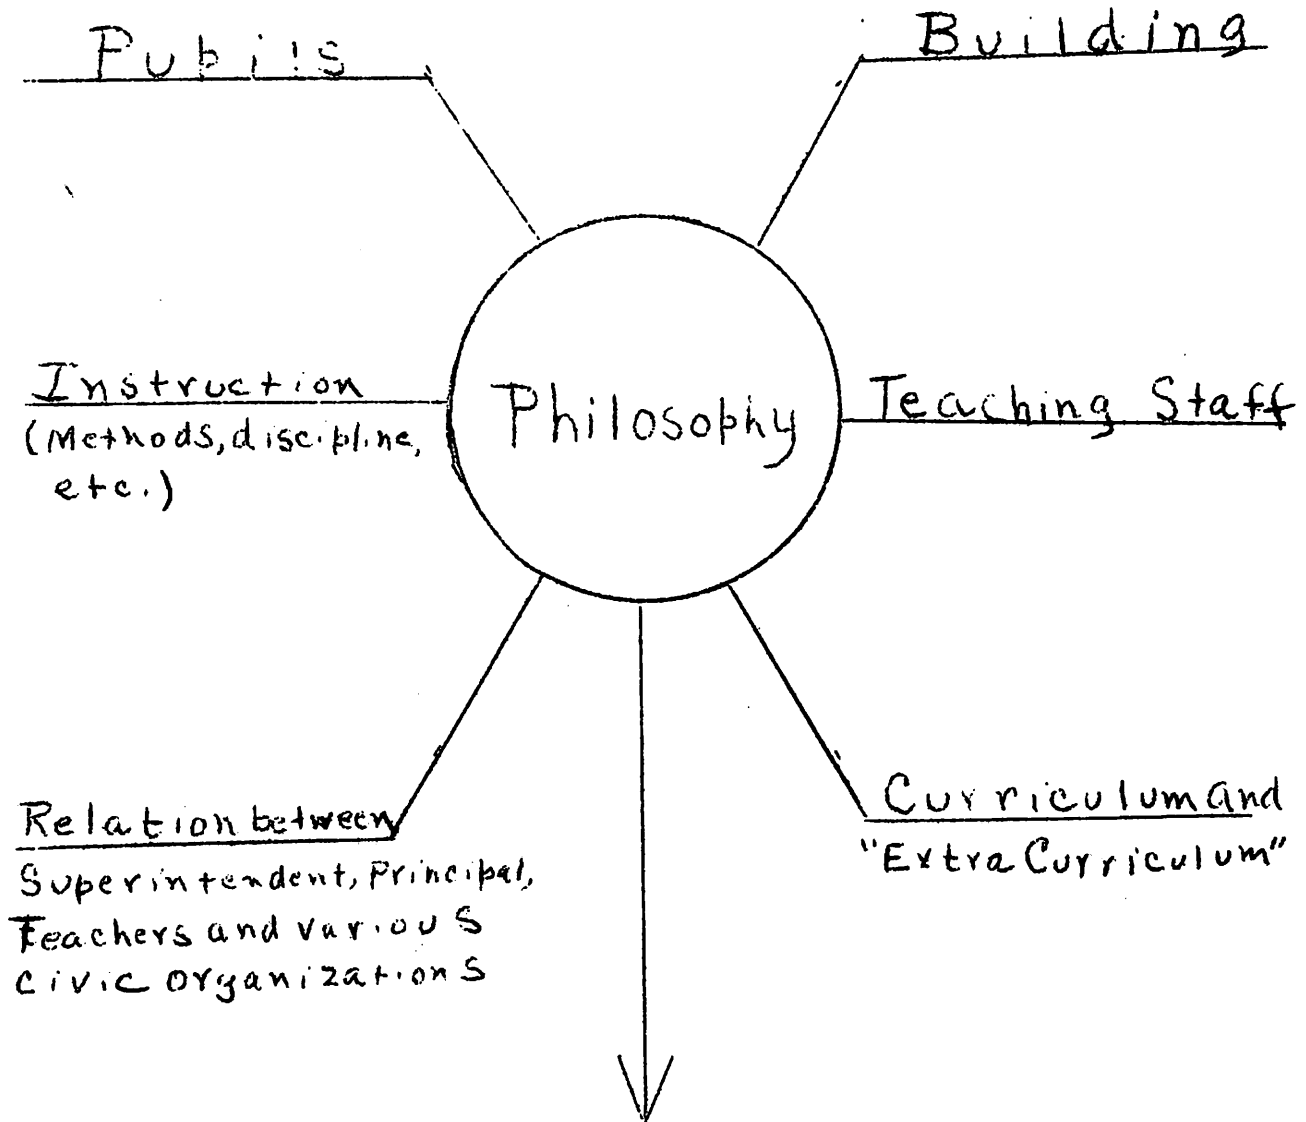 Pupils
Building
Instruction
(Methods, discipline,
etc.)
Philosophy
Teaching Staff
Relation between
Superintendent, Principal,
Teachers and various
civic organizations
Curriculum and
"Extra Curriculum"